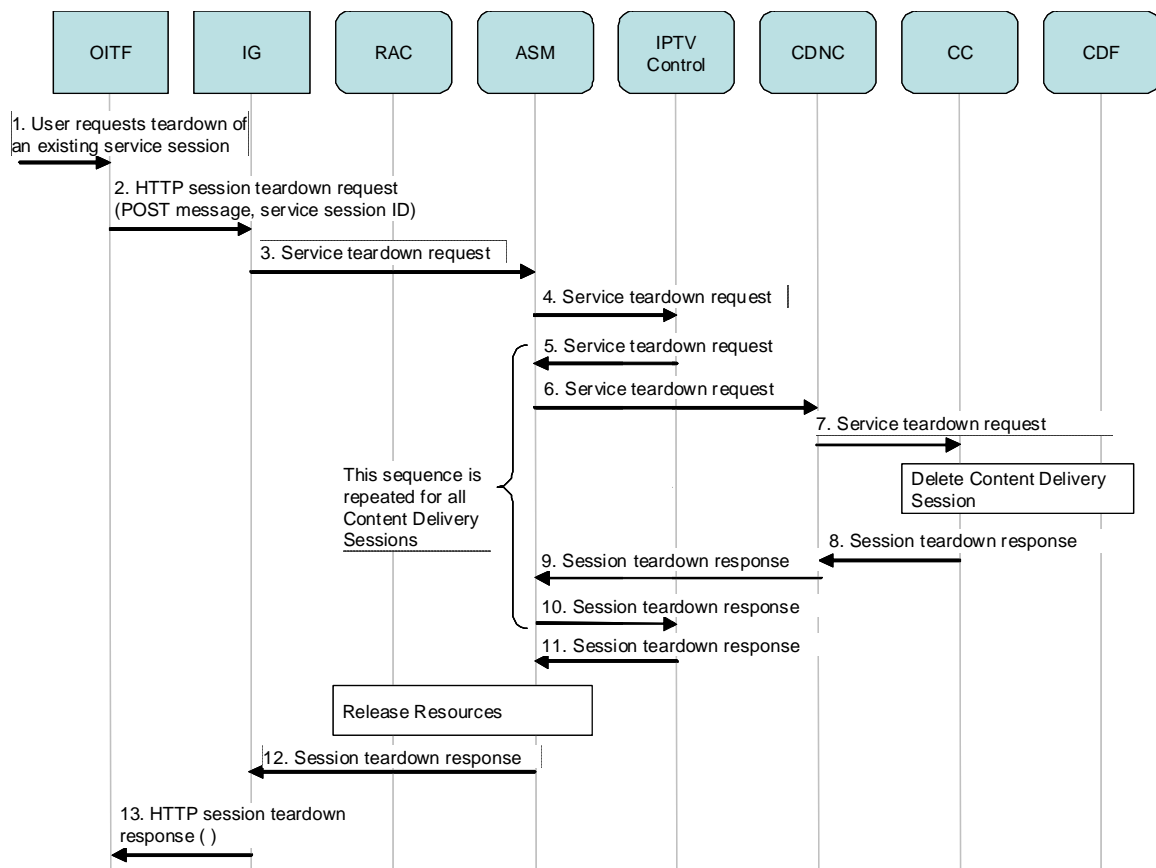 OITF
IG
RAC
ASM
IPTV
Control
CDNC
CC
CDF
1. User requests teardown of
an existing service session
2. HTTP session teardown request
(POST message, service session ID)
3. Service teardown request
4. Service teardown request
5. Service teardown request
6. Service teardown request
7. Service teardown request
This sequence is
repeated for all
Content Delivery
Sessions
Delete Content Delivery
Session
8. Session teardown response
9. Session teardown response
10. Session teardown response
11. Session teardown response
Release Resources
12. Session teardown response
13. HTTP session teardown
response ( )